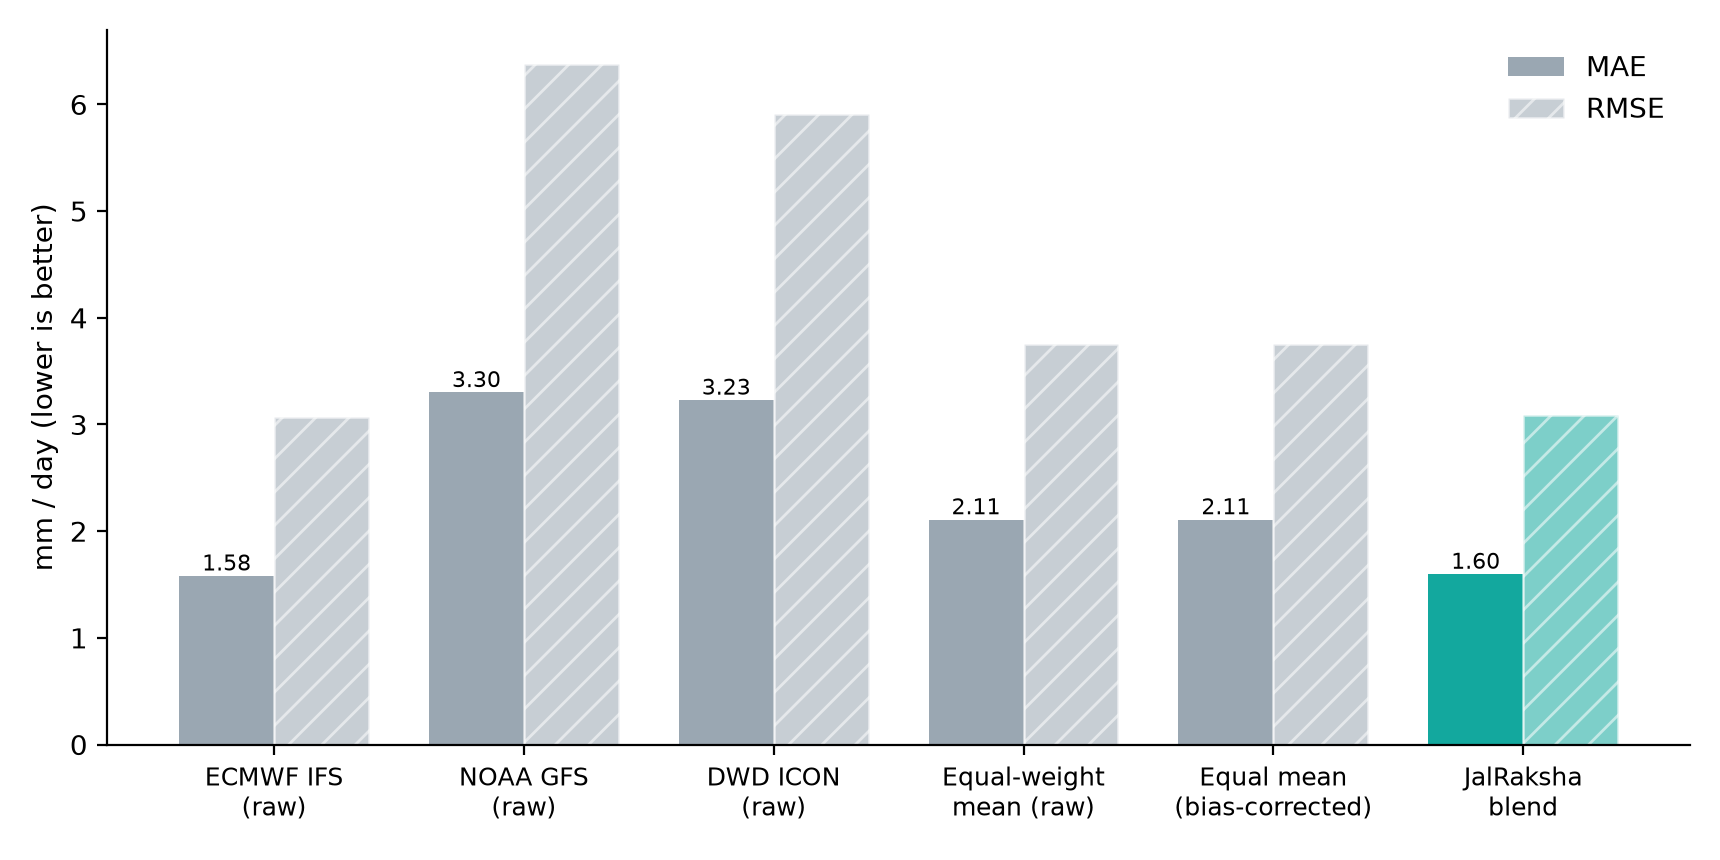 MAE
RMSE
mm / day (lower is better)
6
5
4
3
2
1
0
1.58
3.30
3.23
2.11
2.11
1.60
ECMWF IFS
(raw)
NOAA GFS
(raw)
DWD ICON
(raw)
Equal-weight
mean (raw)
Equal mean
(bias-corrected)
JalRaksha
blend